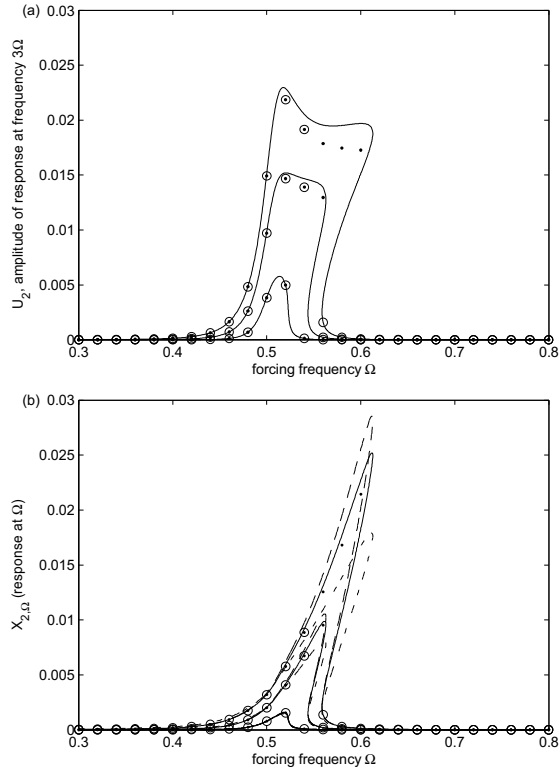 (a)
0.03
0.025
0.02
0.015
0.01
0.005
0
U2, amplitude of response at frequency 3Ω
0.3 0.4 0.5 0.6 0.7 0.8
forcing frequency Ω
(b)
0.03
0.025
0.02
0.015
0.01
0.005
0
X2,Ω (response at Ω)
0.3 0.4 0.5 0.6 0.7 0.8
forcing frequency Ω